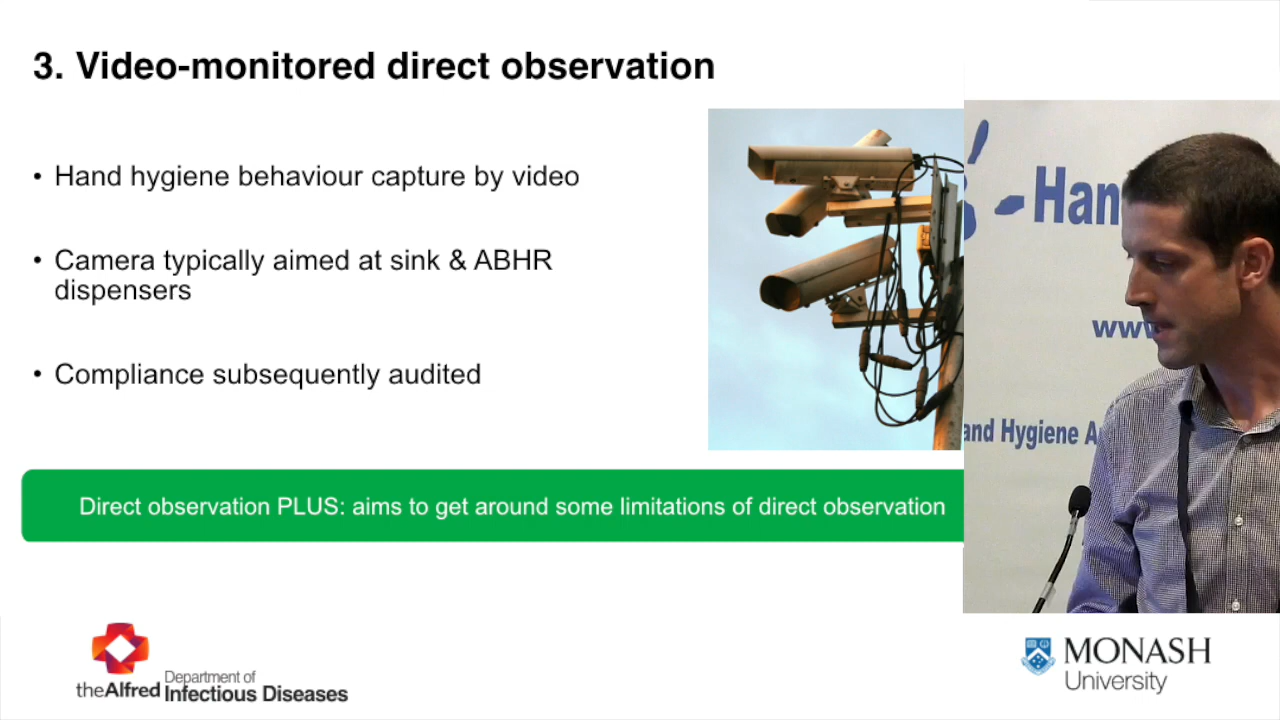 3. Video-monitored direct observation
• Hand hygiene behaviour capture by video
• Camera typically aimed at sink & ABHR
dispensers
• Compliance subsequently audited
Direct observation PLUS: aims to get around some limitations of direct observation
-Han
www
and Hygiene A
theAlfred
Department of
Infectious Diseases
MONASH
University